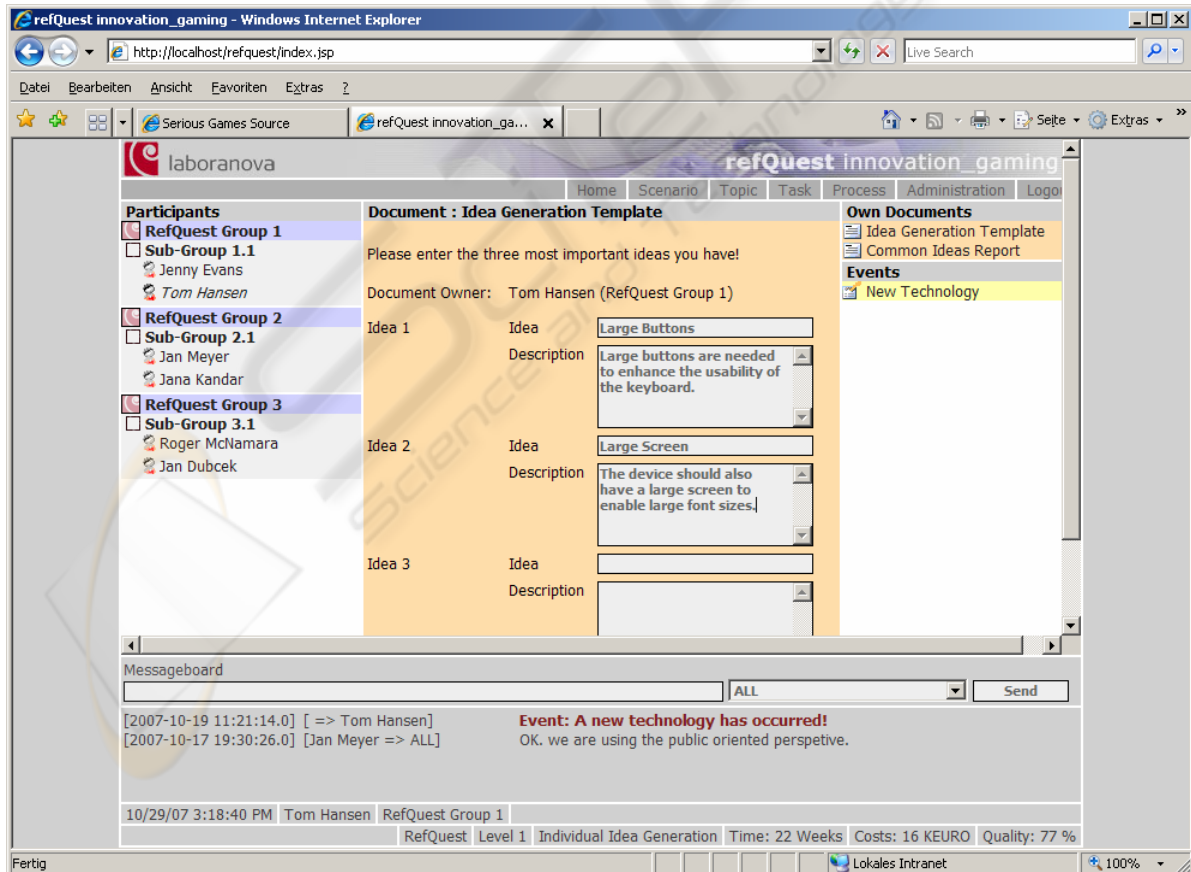 refQuest innovation_gaming - Windows Internet Explorer
http://localhost/refquest/index.jsp
Live Search
Datei Bearbeiten Ansicht Favoriten Extras ?
Serious Games Source
refQuest innovation_ga...
Seite
Extras
laboranova
refQuest innovation_gaming
Home Scenario Topic Task Process Administration Logou
Participants
RefQuest Group 1
Sub-Group 1.1
Jenny Evans
Tom Hansen
RefQuest Group 2
Sub-Group 2.1
Jan Meyer
Jana Kandar
RefQuest Group 3
Sub-Group 3.1
Roger McNamara
Jan Dubcek
Document : Idea Generation Template
Please enter the three most important ideas you have!
Document Owner: Tom Hansen (RefQuest Group 1)
Idea 1 Idea Large Buttons
Description Large buttons are needed
to enhance the usability of
the keyboard.
Idea 2 Idea Large Screen
Description The device should also
have a large screen to
enable large font sizes.
Idea 3 Idea
Description
Own Documents
Idea Generation Template
Common Ideas Report
Events
New Technology
Messageboard
ALL Send
[2007-10-19 11:21:14.0] [ => Tom Hansen] Event: A new technology has occurred!
[2007-10-17 19:30:26.0] [Jan Meyer => ALL] OK. we are using the public oriented perspetive.
10/29/07 3:18:40 PM Tom Hansen RefQuest Group 1
RefQuest Level 1 Individual Idea Generation Time: 22 Weeks Costs: 16 KEURO Quality: 77 %
Fertig Lokales Intranet 100%